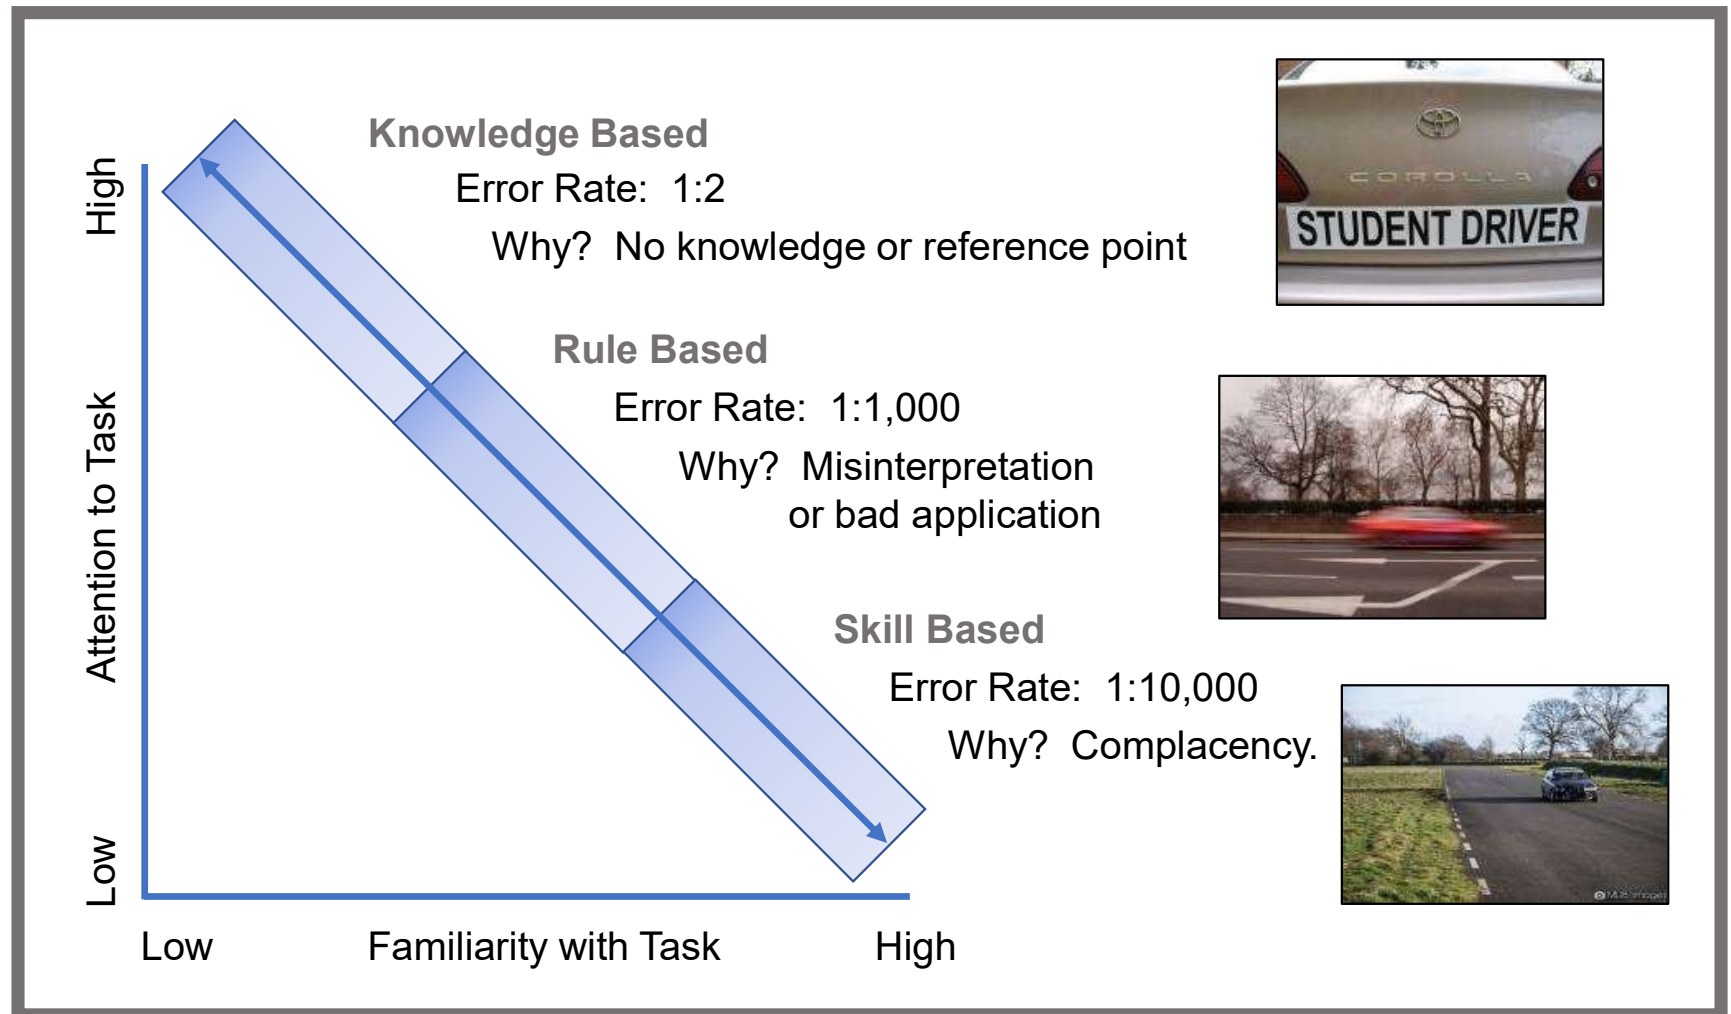 Knowledge Based
Error Rate: 1:2
Why? No knowledge or reference point
COROLLA
STUDENT DRIVER
Rule Based
Error Rate: 1:1,000
Why? Misinterpretation
or bad application
Skill Based
Error Rate: 1:10,000
Why? Complacency.
High
Attention to Task
Low
Low
Familiarity with Task
High